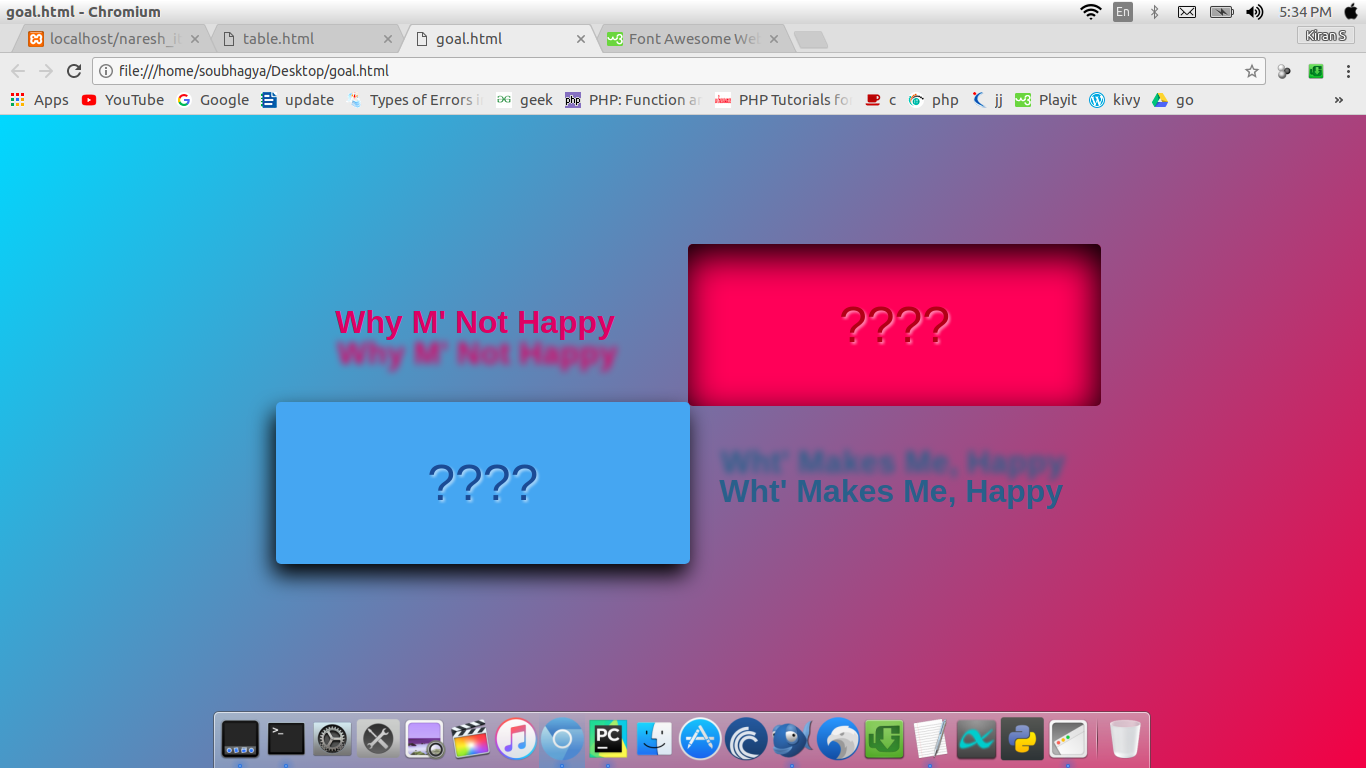 goal.html - Chromium
En
5:34 PM
localhost/naresh_i
table.html
goal.html
Font Awesome We
Kiran S
file:///home/soubhagya/Desktop/goal.html
Apps
YouTube
Google
update
Types of Errors i
geek
PHP: Function a
PHP Tutorials fo
c
php
jj
Playit
kivy
go
»
Why M' Not Happy
Why M' Not Happy
????
????
Wht' Makes Me, Happy
Wht' Makes Me, Happy
>_
PC